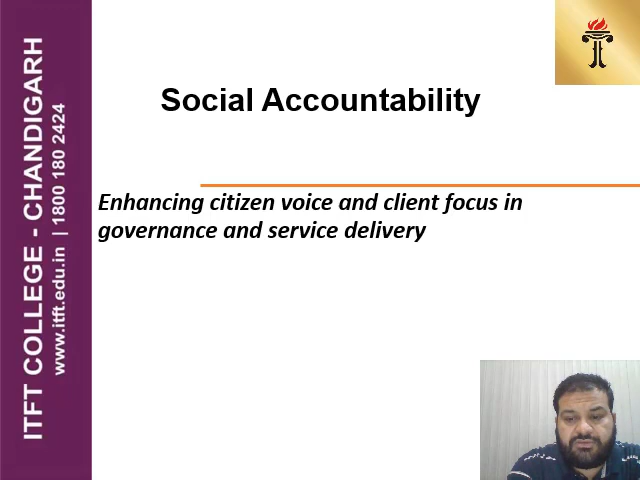 Social Accountability
Enhancing citizen voice and client focus in
governance and service delivery
ITFT COLLEGE - CHANDIGARH
www.itft.edu.in | 1800 180 2424